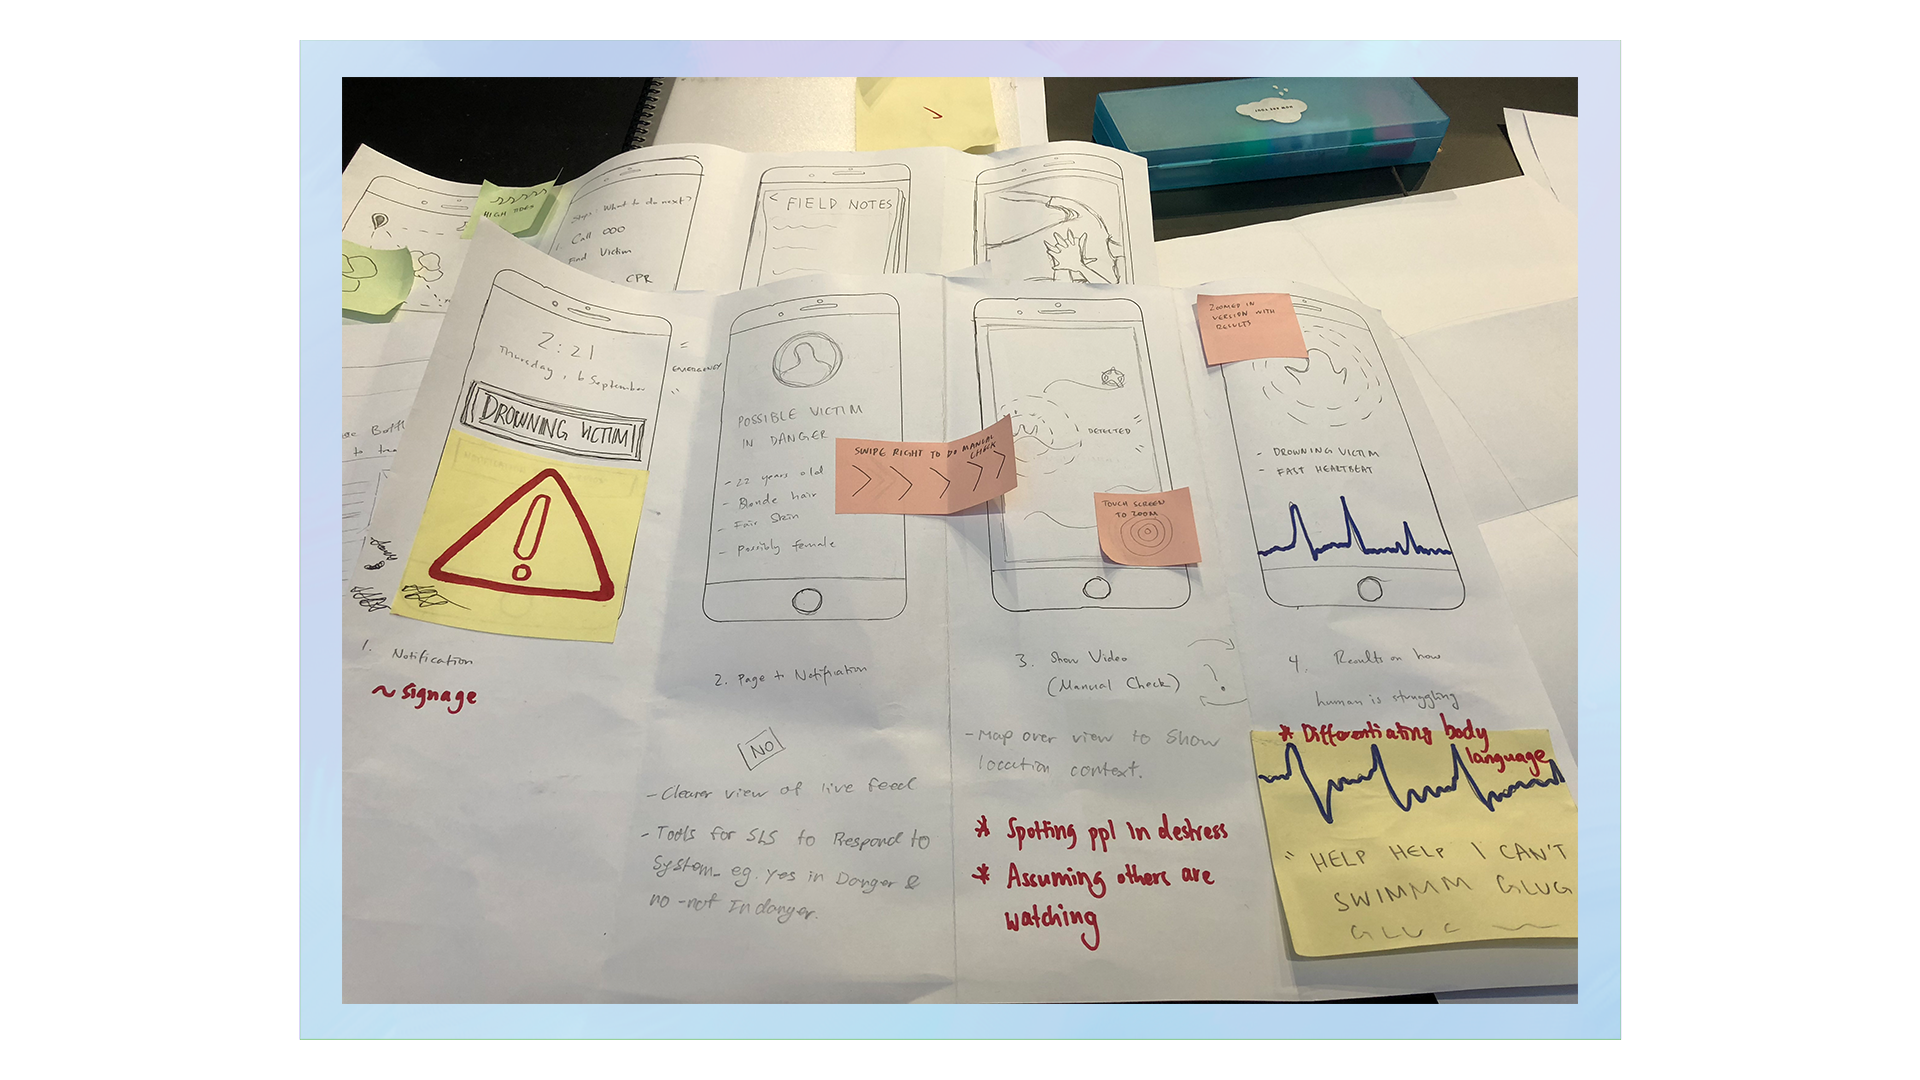 HIGH TIDES
Steps: What to do next?
1. Call 000
Find Victim
CPR
< FIELD NOTES
2:21
Thursday, 6 September
EMERGENCY
DROWNING VICTIM
!
1. Notification
~ signage
POSSIBLE VICTIM
IN DANGER
- 22 years old
- Blonde hair
- Fair Skin
- Possibly female
SWIPE RIGHT TO DO MANUAL
CHECK
2. Page to Notification
NO
- Clearer view of live feed
- Tools for SLS to Respond to
System_ eg. yes in Danger &
no - not In danger.
DETECTED
TOUCH SCREEN
TO ZOOM
3. Show Video
(Manual Check)
?
- Map over view to show
location context.
* Spotting ppl in destress
* Assuming others are
watching
ZOOMED IN
VERSION WITH
RESULTS
- DROWNING VICTIM
- FAST HEARTBEAT
4. Results on how
human is struggling
* Differentiating body
language
" HELP HELP I CAN'T
SWIMMM GLUG
GLUG